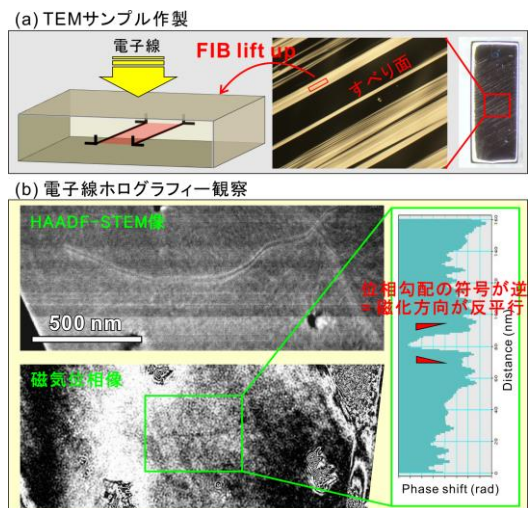 (a) TEMサンプル作製
電子線
FIB lift up
すべり面
(b) 電子線ホログラフィー観察
HAADF-STEM像
500 nm
磁気位相像
位相勾配の符号が逆
= 磁化方向が反平行
Distance (nm)
Phase shift (rad)